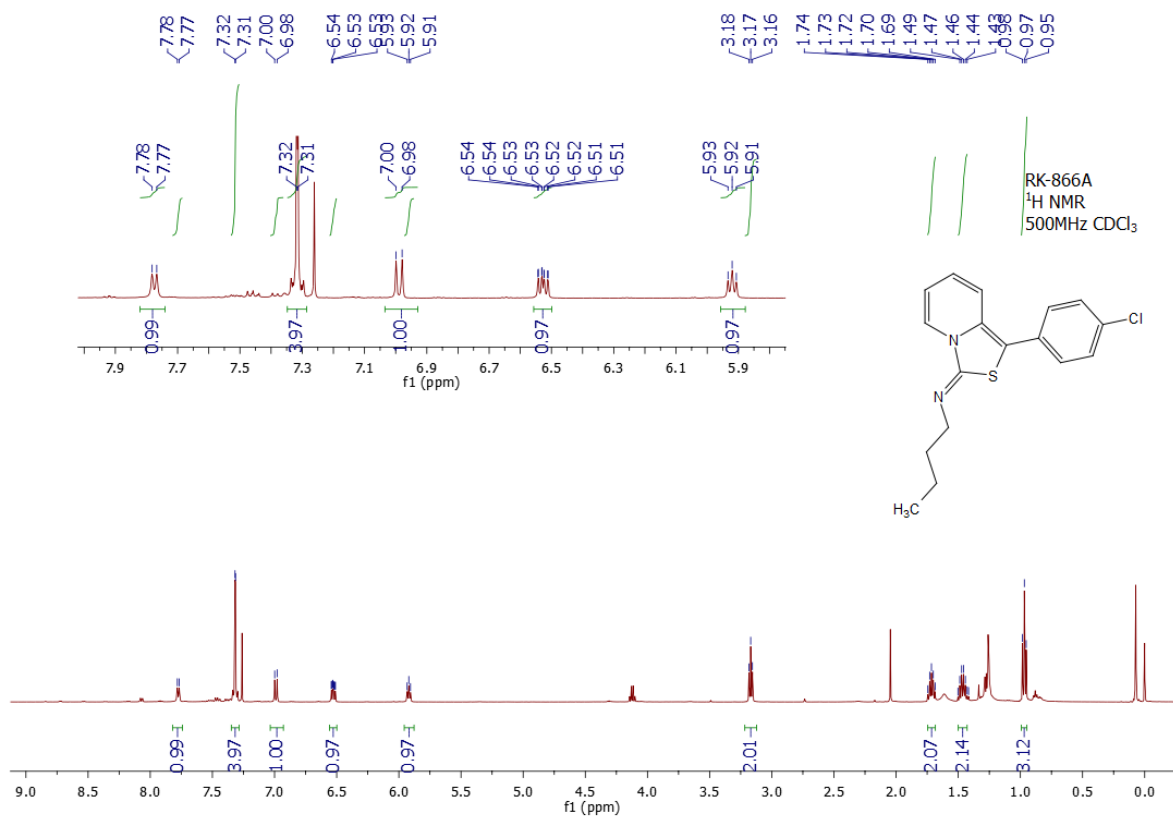 7.78 7.77 7.32 7.31 7.00 6.98 6.54 6.53 6.53 5.93 5.92 5.91 3.18 3.17 3.16 1.74 1.73 1.72 1.70 1.69 1.49 1.47 1.46 1.44 1.43 0.98 0.97 0.95
7.78 7.77 7.32 7.31 7.00 6.98 6.54 6.54 6.53 6.53 6.52 6.52 6.51 6.51 5.93 5.92 5.91
RK-866A
¹H NMR
500MHz CDCl₃
0.99 3.97 1.00 0.97 0.97
7.9 7.7 7.5 7.3 7.1 6.9 6.7 6.5 6.3 6.1 5.9
f1 (ppm)
Cl
N
S
N
H₃C
0.99 3.97 1.00 0.97 0.97 2.01 2.07 2.14 3.12
9.0 8.5 8.0 7.5 7.0 6.5 6.0 5.5 5.0 4.5 4.0 3.5 3.0 2.5 2.0 1.5 1.0 0.5 0.0
f1 (ppm)